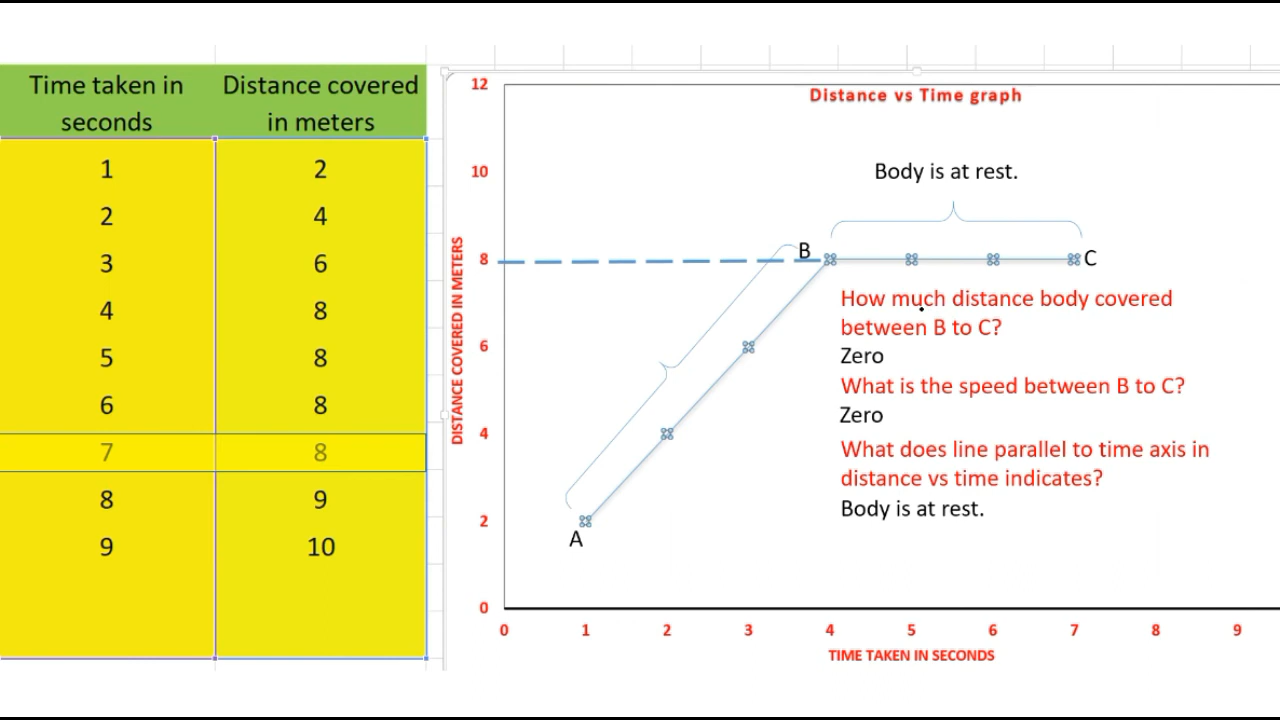 Time taken in
seconds
Distance covered
in meters
1 2
2 4
3 6
4 8
5 8
6 8
7 8
8 9
9 10
Distance vs Time graph
DISTANCE COVERED IN METERS
12
10
8
6
4
2
0
Body is at rest.
B
C
A
How much distance body covered
between B to C?
Zero
What is the speed between B to C?
Zero
What does line parallel to time axis in
distance vs time indicates?
Body is at rest.
0 1 2 3 4 5 6 7 8 9
TIME TAKEN IN SECONDS